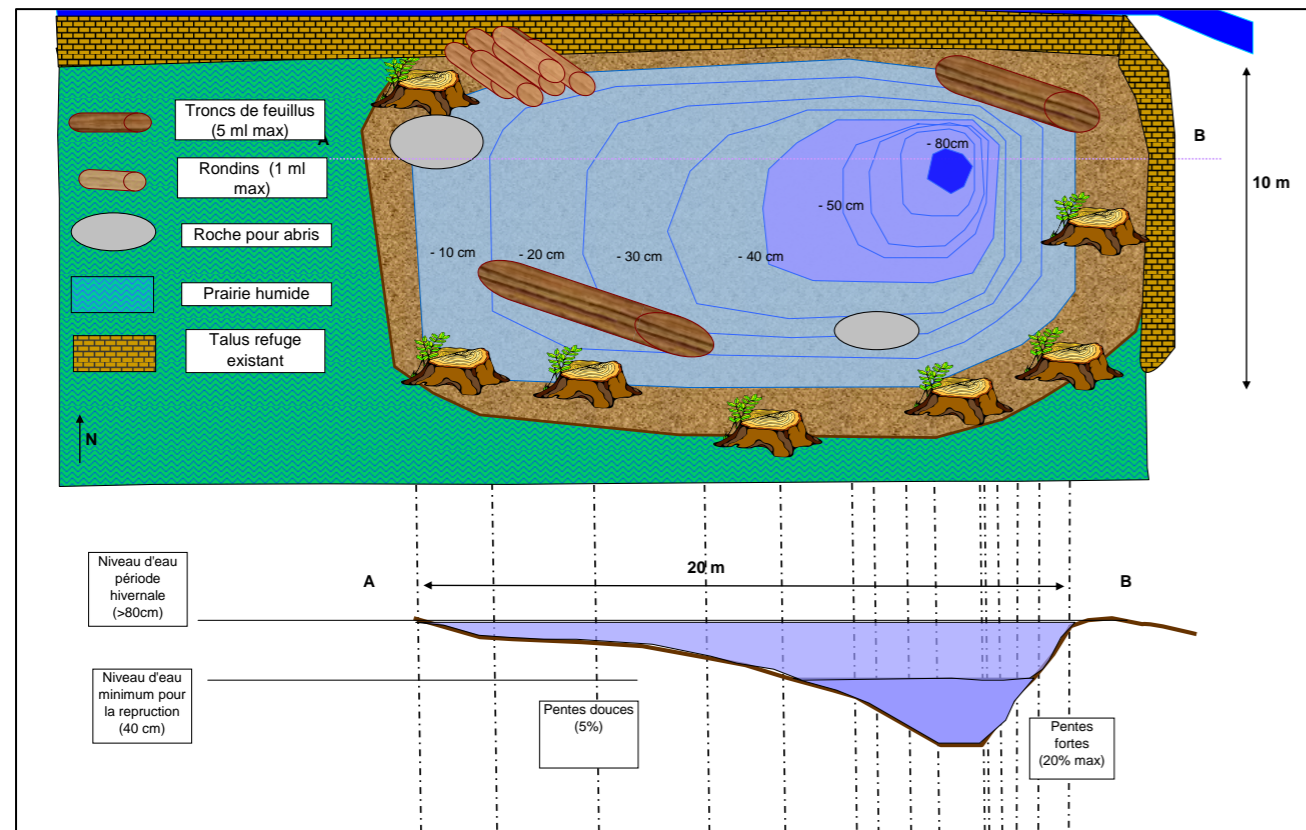 Troncs de feuillus
(5 ml max)
A
Rondins (1 ml
max)
Roche pour abris
Prairie humide
Talus refuge
existant
N
- 10 cm
- 20 cm
- 30 cm
- 40 cm
- 50 cm
- 80cm
B
10 m
Niveau d'eau
période
hivernale
(>80cm)
A
20 m
B
Niveau d'eau
minimum pour
la repruction
(40 cm)
Pentes douces
(5%)
Pentes
fortes
(20% max)